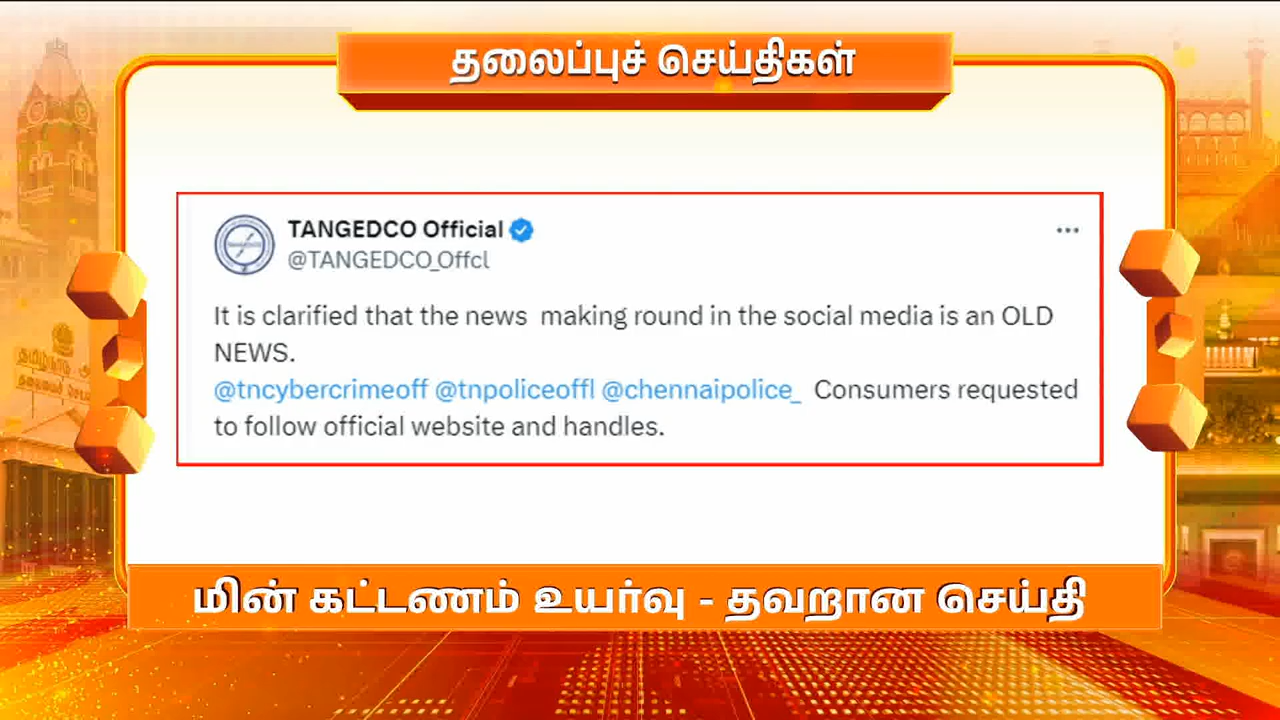 தலைப்புச் செய்திகள்
TANGEDCO Official
@TANGEDCO_Offcl
It is clarified that the news making round in the social media is an OLD
NEWS.
@tncybercrimeoff @tnpoliceoffl @chennaipolice_ Consumers requested
to follow official website and handles.
மின் கட்டணம் உயர்வு - தவறான செய்தி